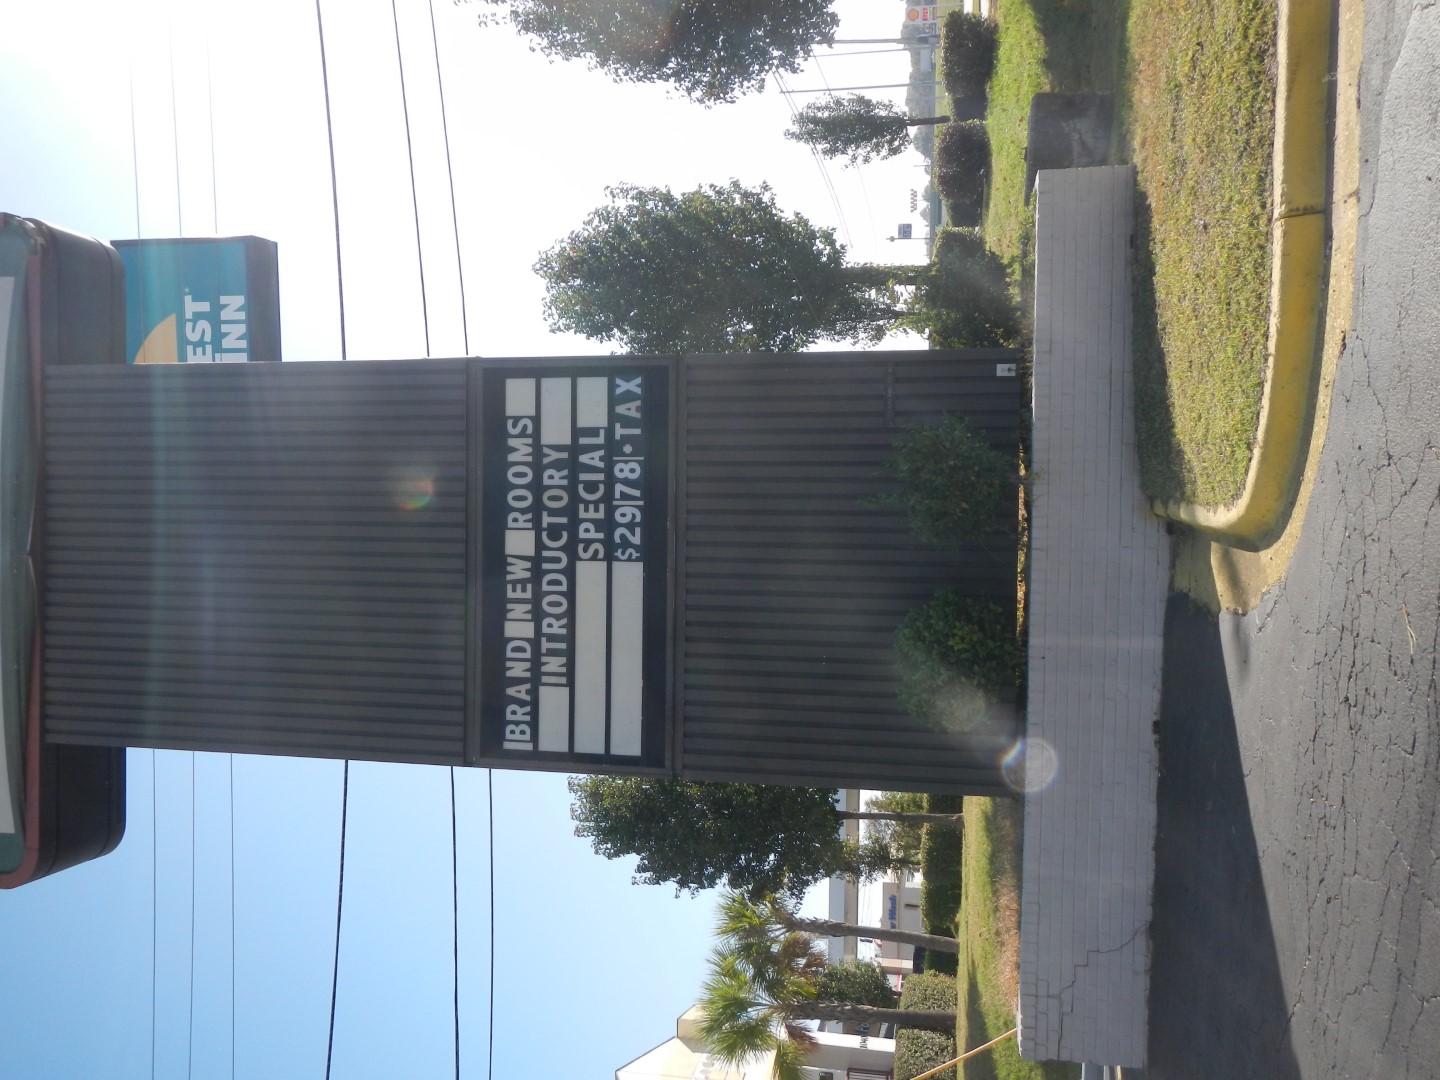 EST
INN
BRAND NEW ROOMS
INTRODUCTORY
SPECIAL
$29|78|·TAX